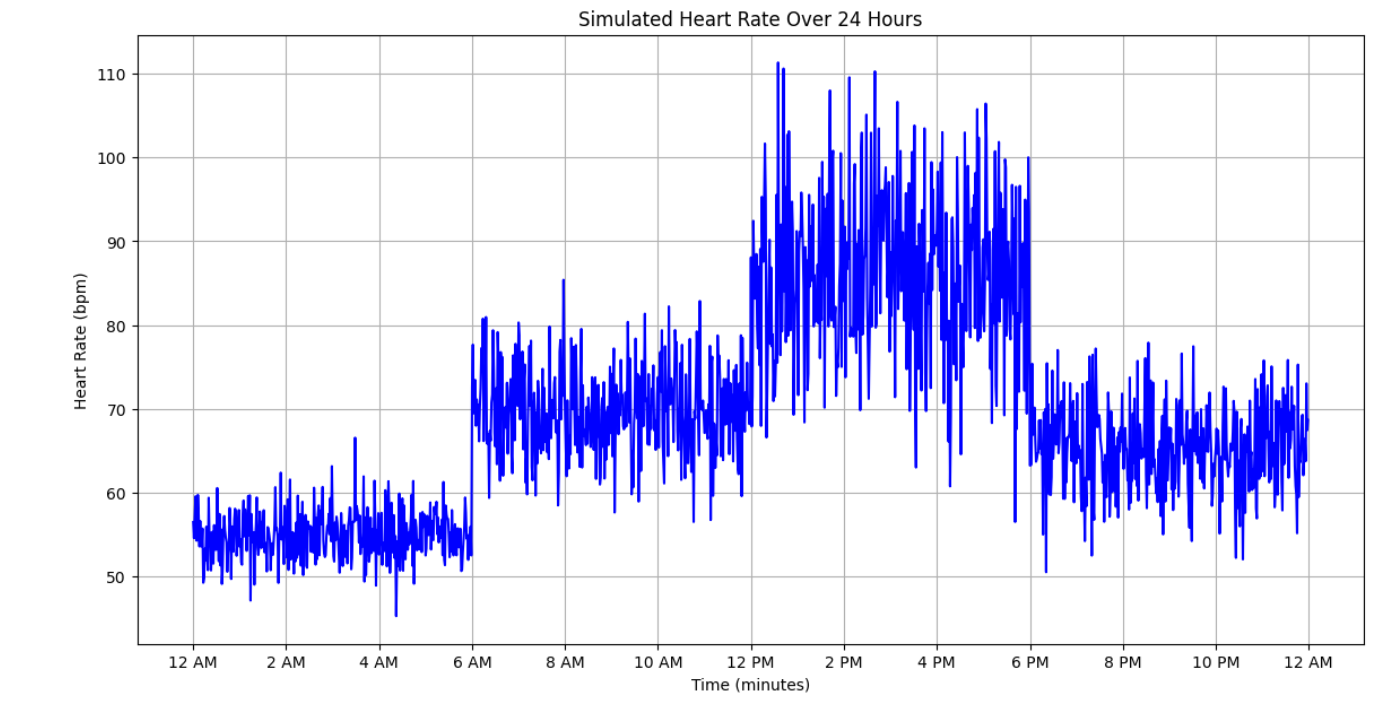 Simulated Heart Rate Over 24 Hours
110
100
90
80
70
60
50
Heart Rate (bpm)
12 AM 2 AM 4 AM 6 AM 8 AM 10 AM 12 PM 2 PM 4 PM 6 PM 8 PM 10 PM 12 AM
Time (minutes)